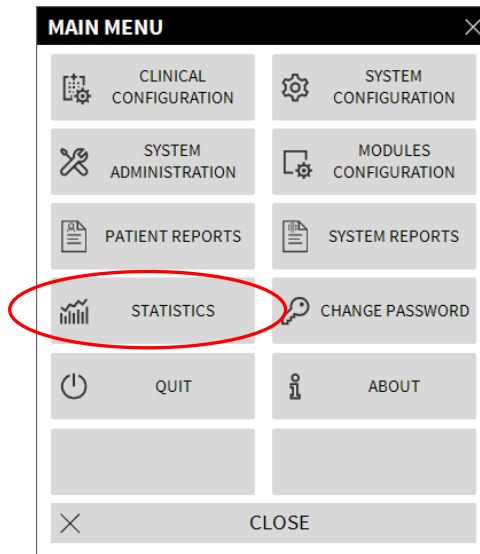 MAIN MENU
CLINICAL
CONFIGURATION
SYSTEM
CONFIGURATION
SYSTEM
ADMINISTRATION
MODULES
CONFIGURATION
PATIENT REPORTS
SYSTEM REPORTS
STATISTICS
CHANGE PASSWORD
QUIT
ABOUT
CLOSE